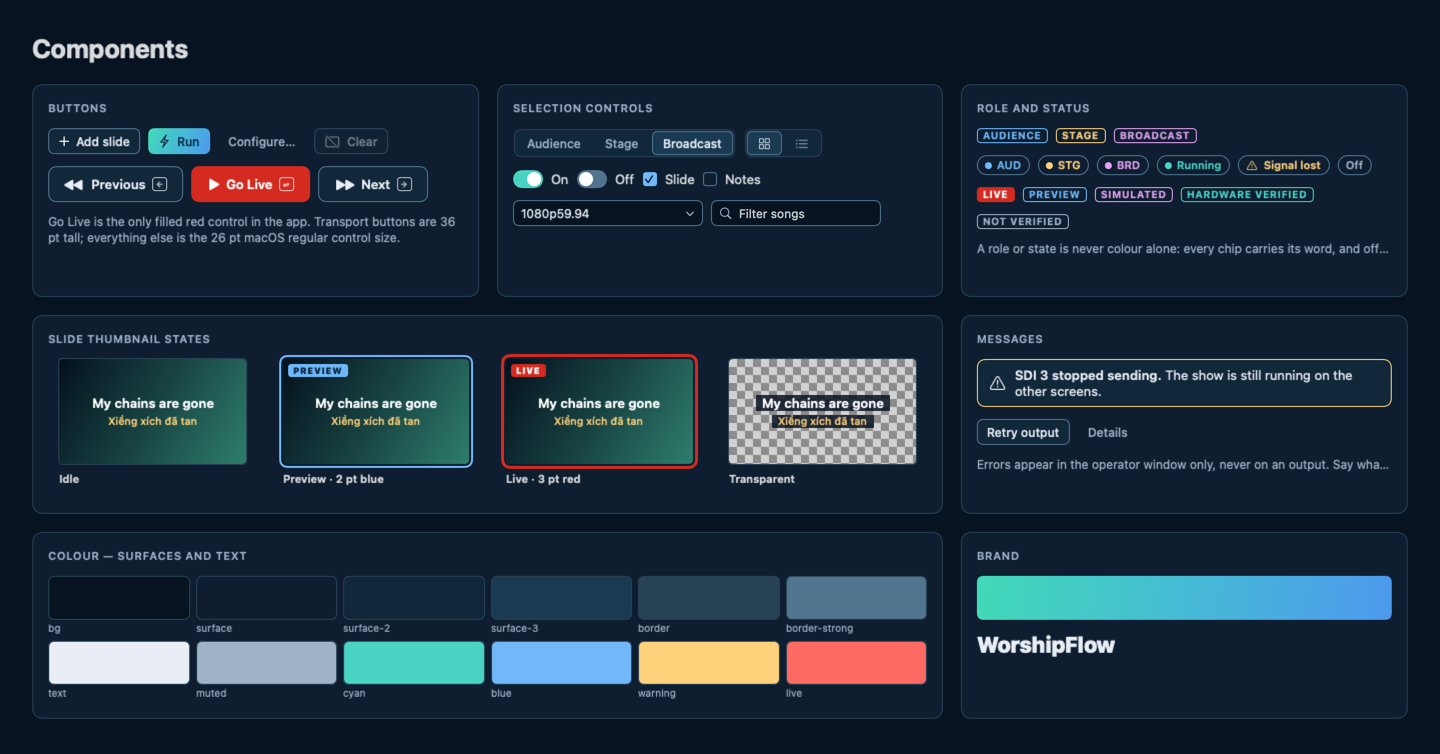 Components
BUTTONS
Add slide
Run
Configure...
Clear
Previous
Go Live
Next
Go Live is the only filled red control in the app. Transport buttons are 36
pt tall; everything else is the 26 pt macOS regular control size.
SELECTION CONTROLS
Audience
Stage
Broadcast
On
Off
Slide
Notes
1080p59.94
Filter songs
ROLE AND STATUS
AUDIENCE
STAGE
BROADCAST
AUD
STG
BRD
Running
Signal lost
Off
LIVE
PREVIEW
SIMULATED
HARDWARE VERIFIED
NOT VERIFIED
A role or state is never colour alone: every chip carries its word, and off...
SLIDE THUMBNAIL STATES
My chains are gone
Xiềng xích đã tan
Idle
PREVIEW
My chains are gone
Xiềng xích đã tan
Preview · 2 pt blue
LIVE
My chains are gone
Xiềng xích đã tan
Live · 3 pt red
My chains are gone
Xiềng xích đã tan
Transparent
MESSAGES
SDI 3 stopped sending. The show is still running on the
other screens.
Retry output
Details
Errors appear in the operator window only, never on an output. Say wha...
COLOUR — SURFACES AND TEXT
bg
surface
surface-2
surface-3
border
border-strong
text
muted
cyan
blue
warning
live
BRAND
WorshipFlow